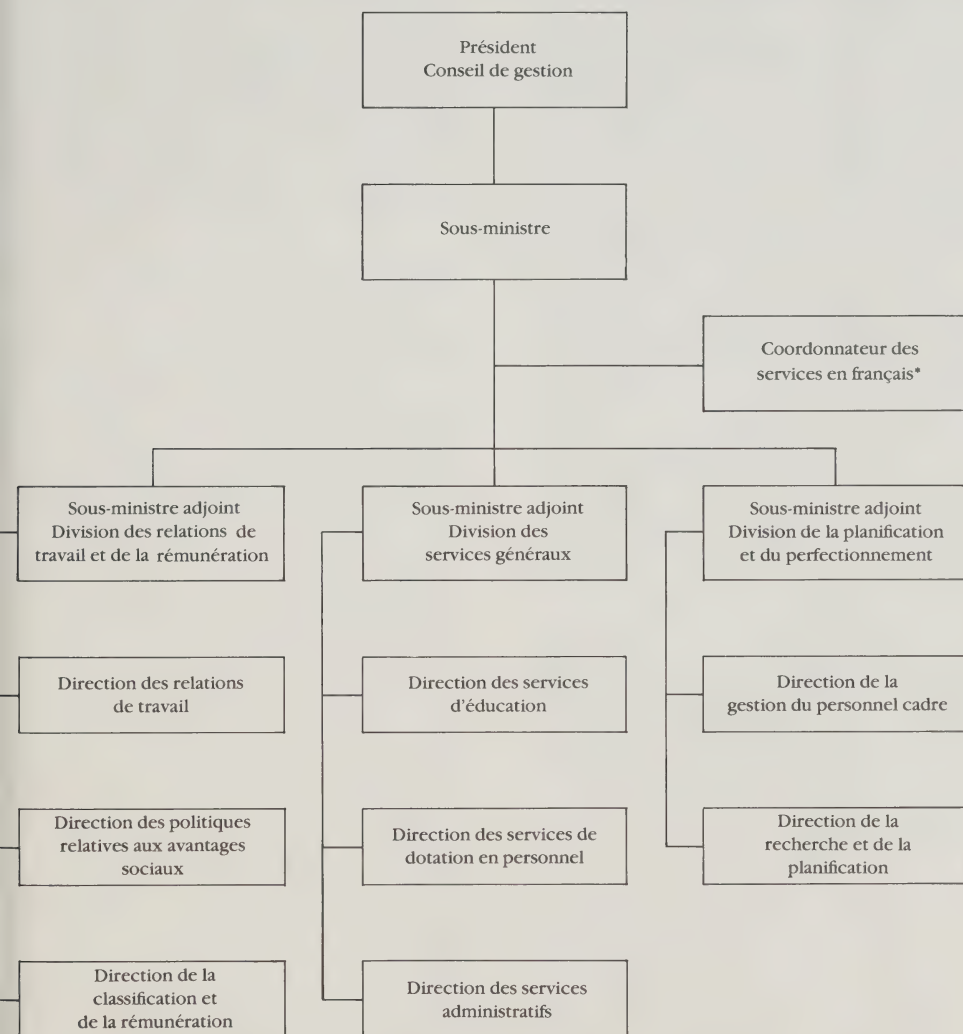 Président
Conseil de gestion
Sous-ministre
Coordonnateur des
services en français*
Sous-ministre adjoint
Division des relations de
travail et de la rémunération
Sous-ministre adjoint
Division des
services généraux
Sous-ministre adjoint
Division de la planification
et du perfectionnement
Direction des relations
de travail
Direction des services
d'éducation
Direction de la
gestion du personnel cadre
Direction des politiques
relatives aux avantages
sociaux
Direction des services de
dotation en personnel
Direction de la
recherche et de la
planification
Direction de la
classification et
de la rémunération
Direction des services
administratifs